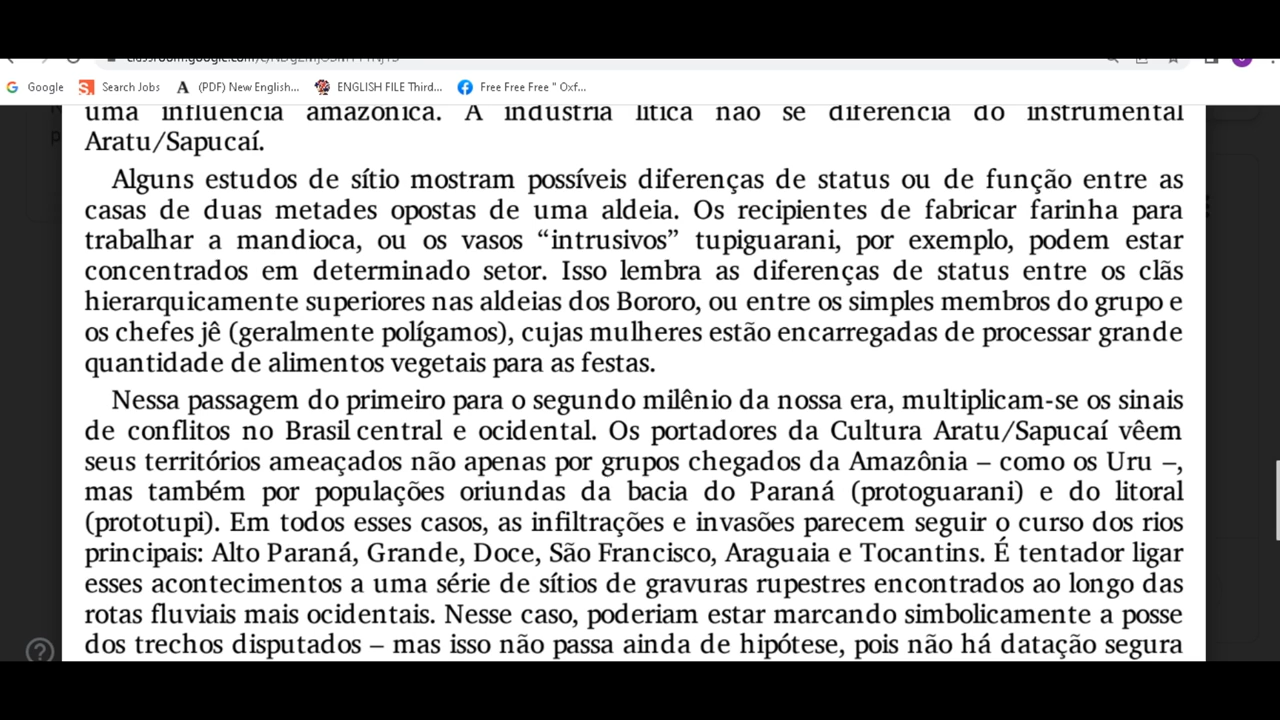 Google
Search Jobs
(PDF) New English...
ENGLISH FILE Third...
Free Free Free " Oxf...
uma influência amazônica. A indústria lítica não se diferencia do instrumental
Aratu/Sapucaí.
Alguns estudos de sítio mostram possíveis diferenças de status ou de função entre as
casas de duas metades opostas de uma aldeia. Os recipientes de fabricar farinha para
trabalhar a mandioca, ou os vasos “intrusivos” tupiguarani, por exemplo, podem estar
concentrados em determinado setor. Isso lembra as diferenças de status entre os clãs
hierarquicamente superiores nas aldeias dos Bororo, ou entre os simples membros do grupo e
os chefes jê (geralmente polígamos), cujas mulheres estão encarregadas de processar grande
quantidade de alimentos vegetais para as festas.
Nessa passagem do primeiro para o segundo milênio da nossa era, multiplicam-se os sinais
de conflitos no Brasil central e ocidental. Os portadores da Cultura Aratu/Sapucaí vêem
seus territórios ameaçados não apenas por grupos chegados da Amazônia – como os Uru –,
mas também por populações oriundas da bacia do Paraná (protoguarani) e do litoral
(prototupi). Em todos esses casos, as infiltrações e invasões parecem seguir o curso dos rios
principais: Alto Paraná, Grande, Doce, São Francisco, Araguaia e Tocantins. É tentador ligar
esses acontecimentos a uma série de sítios de gravuras rupestres encontrados ao longo das
rotas fluviais mais ocidentais. Nesse caso, poderiam estar marcando simbolicamente a posse
dos trechos disputados – mas isso não passa ainda de hipótese, pois não há datação segura